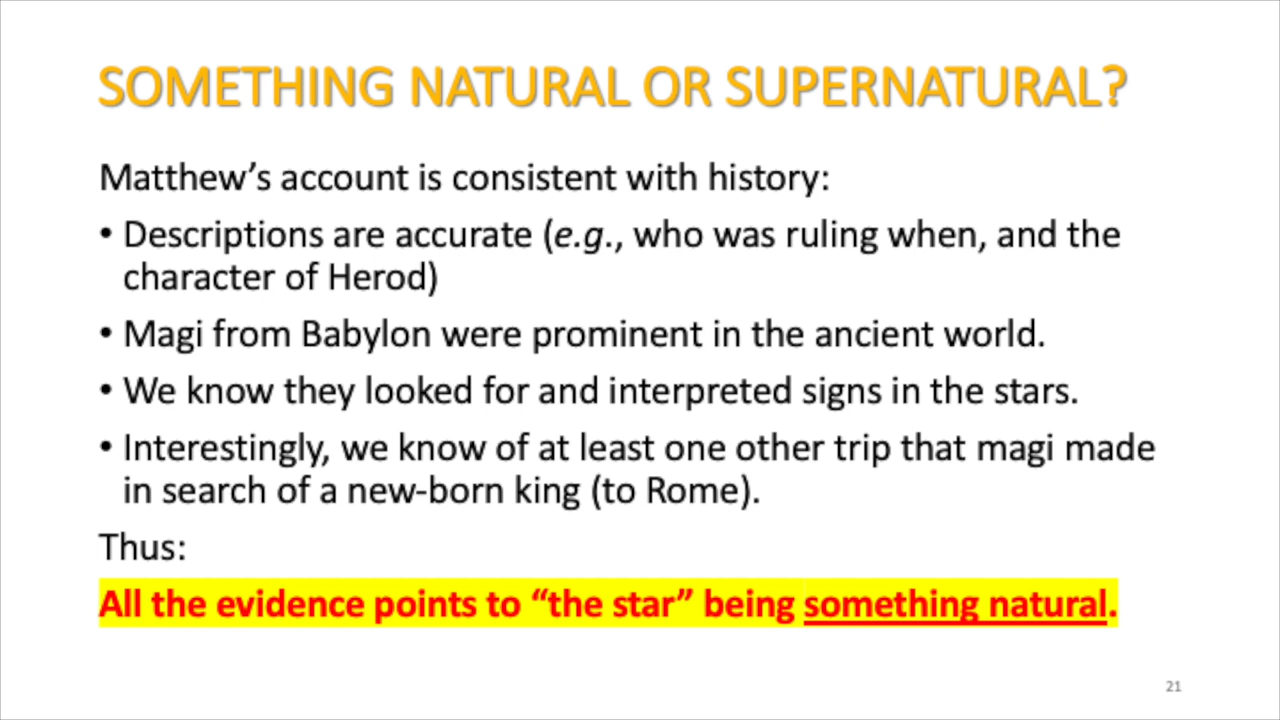 SOMETHING NATURAL OR SUPERNATURAL?
Matthew’s account is consistent with history:
• Descriptions are accurate (e.g., who was ruling when, and the
character of Herod)
• Magi from Babylon were prominent in the ancient world.
• We know they looked for and interpreted signs in the stars.
• Interestingly, we know of at least one other trip that magi made
in search of a new-born king (to Rome).
Thus:
All the evidence points to “the star” being something natural.
21